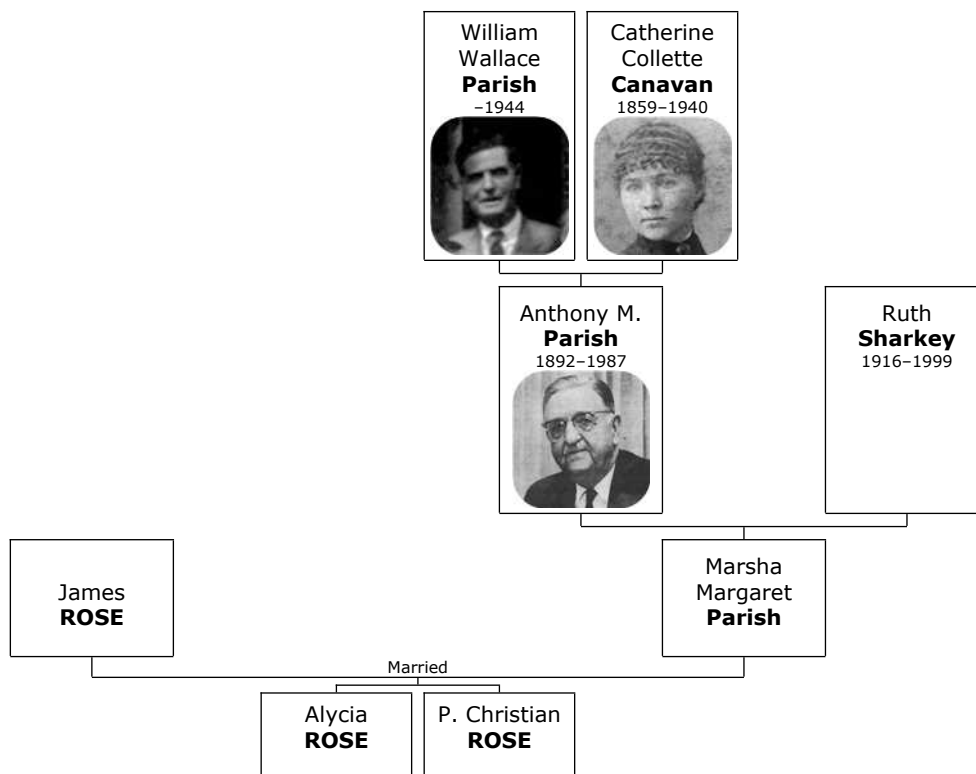 William
Wallace
Parish
–1944
Catherine
Collette
Canavan
1859–1940
Anthony M.
Parish
1892–1987
Ruth
Sharkey
1916–1999
James
ROSE
Marsha
Margaret
Parish
Married
Alycia
ROSE
P. Christian
ROSE